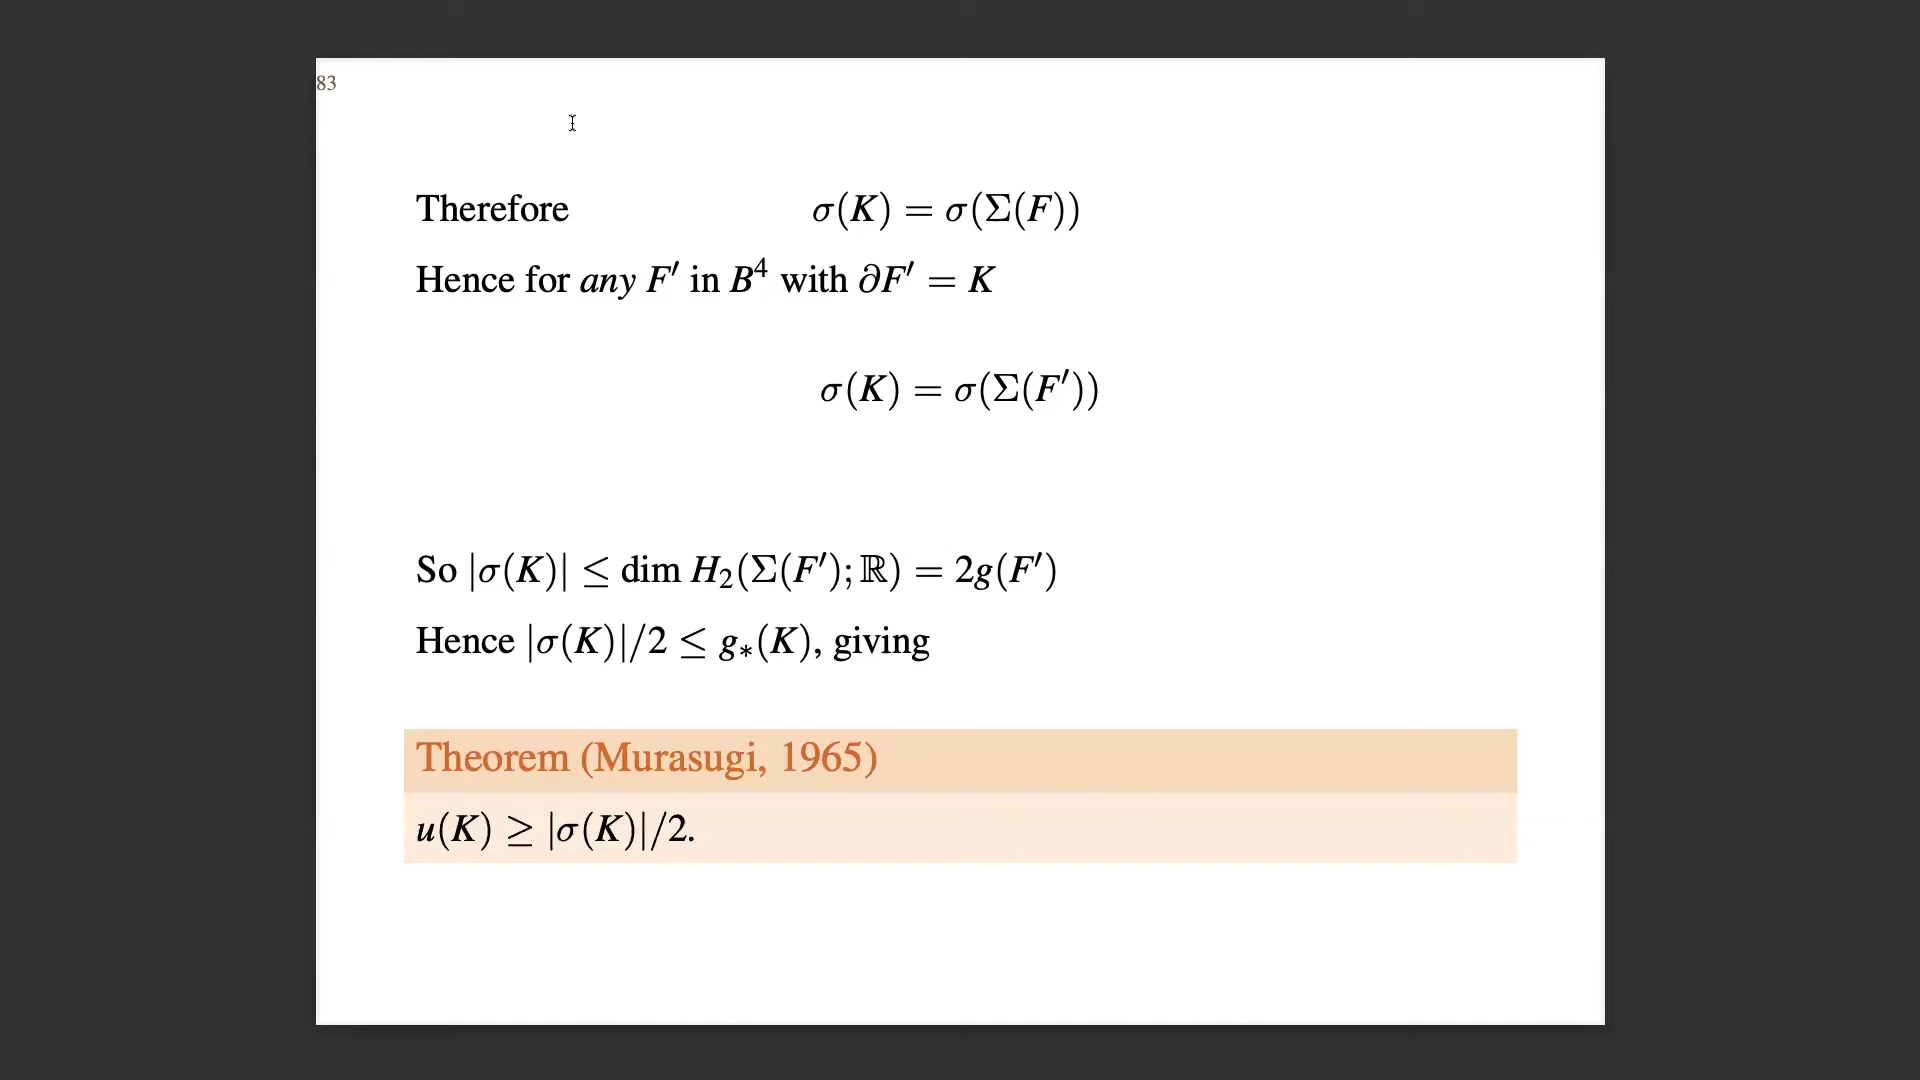 83
Therefore σ(K) = σ(Σ(F))
Hence for any F′ in B⁴ with ∂F′ = K
σ(K) = σ(Σ(F′))
So |σ(K)| ≤ dim H₂(Σ(F′); ℝ) = 2g(F′)
Hence |σ(K)|/2 ≤ g∗(K), giving
Theorem (Murasugi, 1965)
u(K) ≥ |σ(K)|/2.